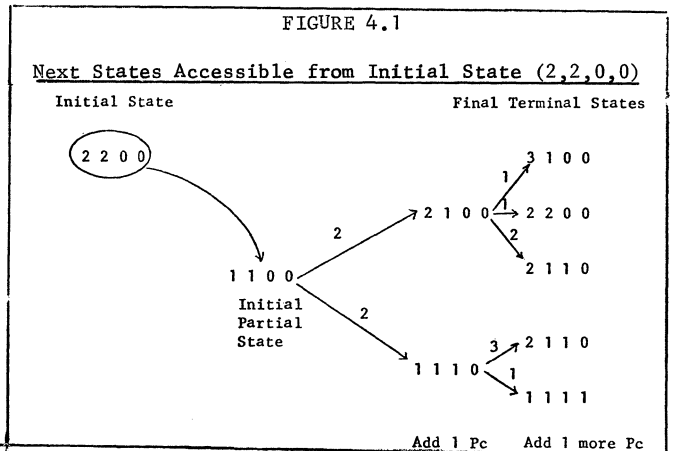 FIGURE 4.1
Next States Accessible from Initial State (2,2,0,0)
Initial State
Final Terminal States
2 2 0 0
3 1 0 0
1
2 1 0 0
1
2 2 0 0
2
2
1 1 0 0
2 1 1 0
Initial
Partial
State
2
3
2 1 1 0
1 1 1 0
1
1 1 1 1
Add 1 Pc
Add 1 more Pc